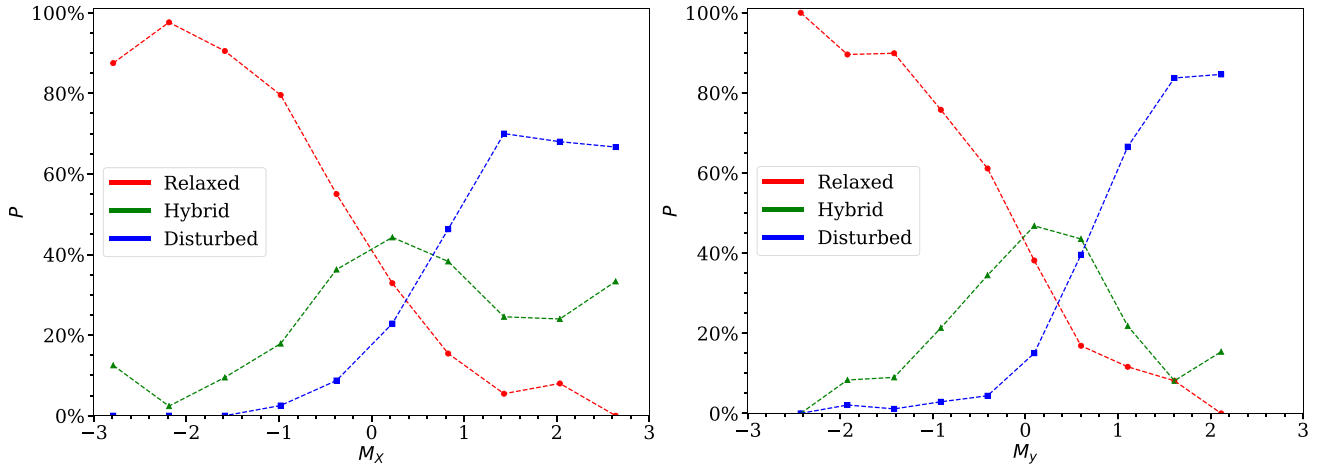 100%
80%
60%
40%
20%
0%
P
Relaxed
Hybrid
Disturbed
−3 −2 −1 0 1 2 3
M_X
100%
80%
60%
40%
20%
0%
P
Relaxed
Hybrid
Disturbed
−3 −2 −1 0 1 2 3
M_y